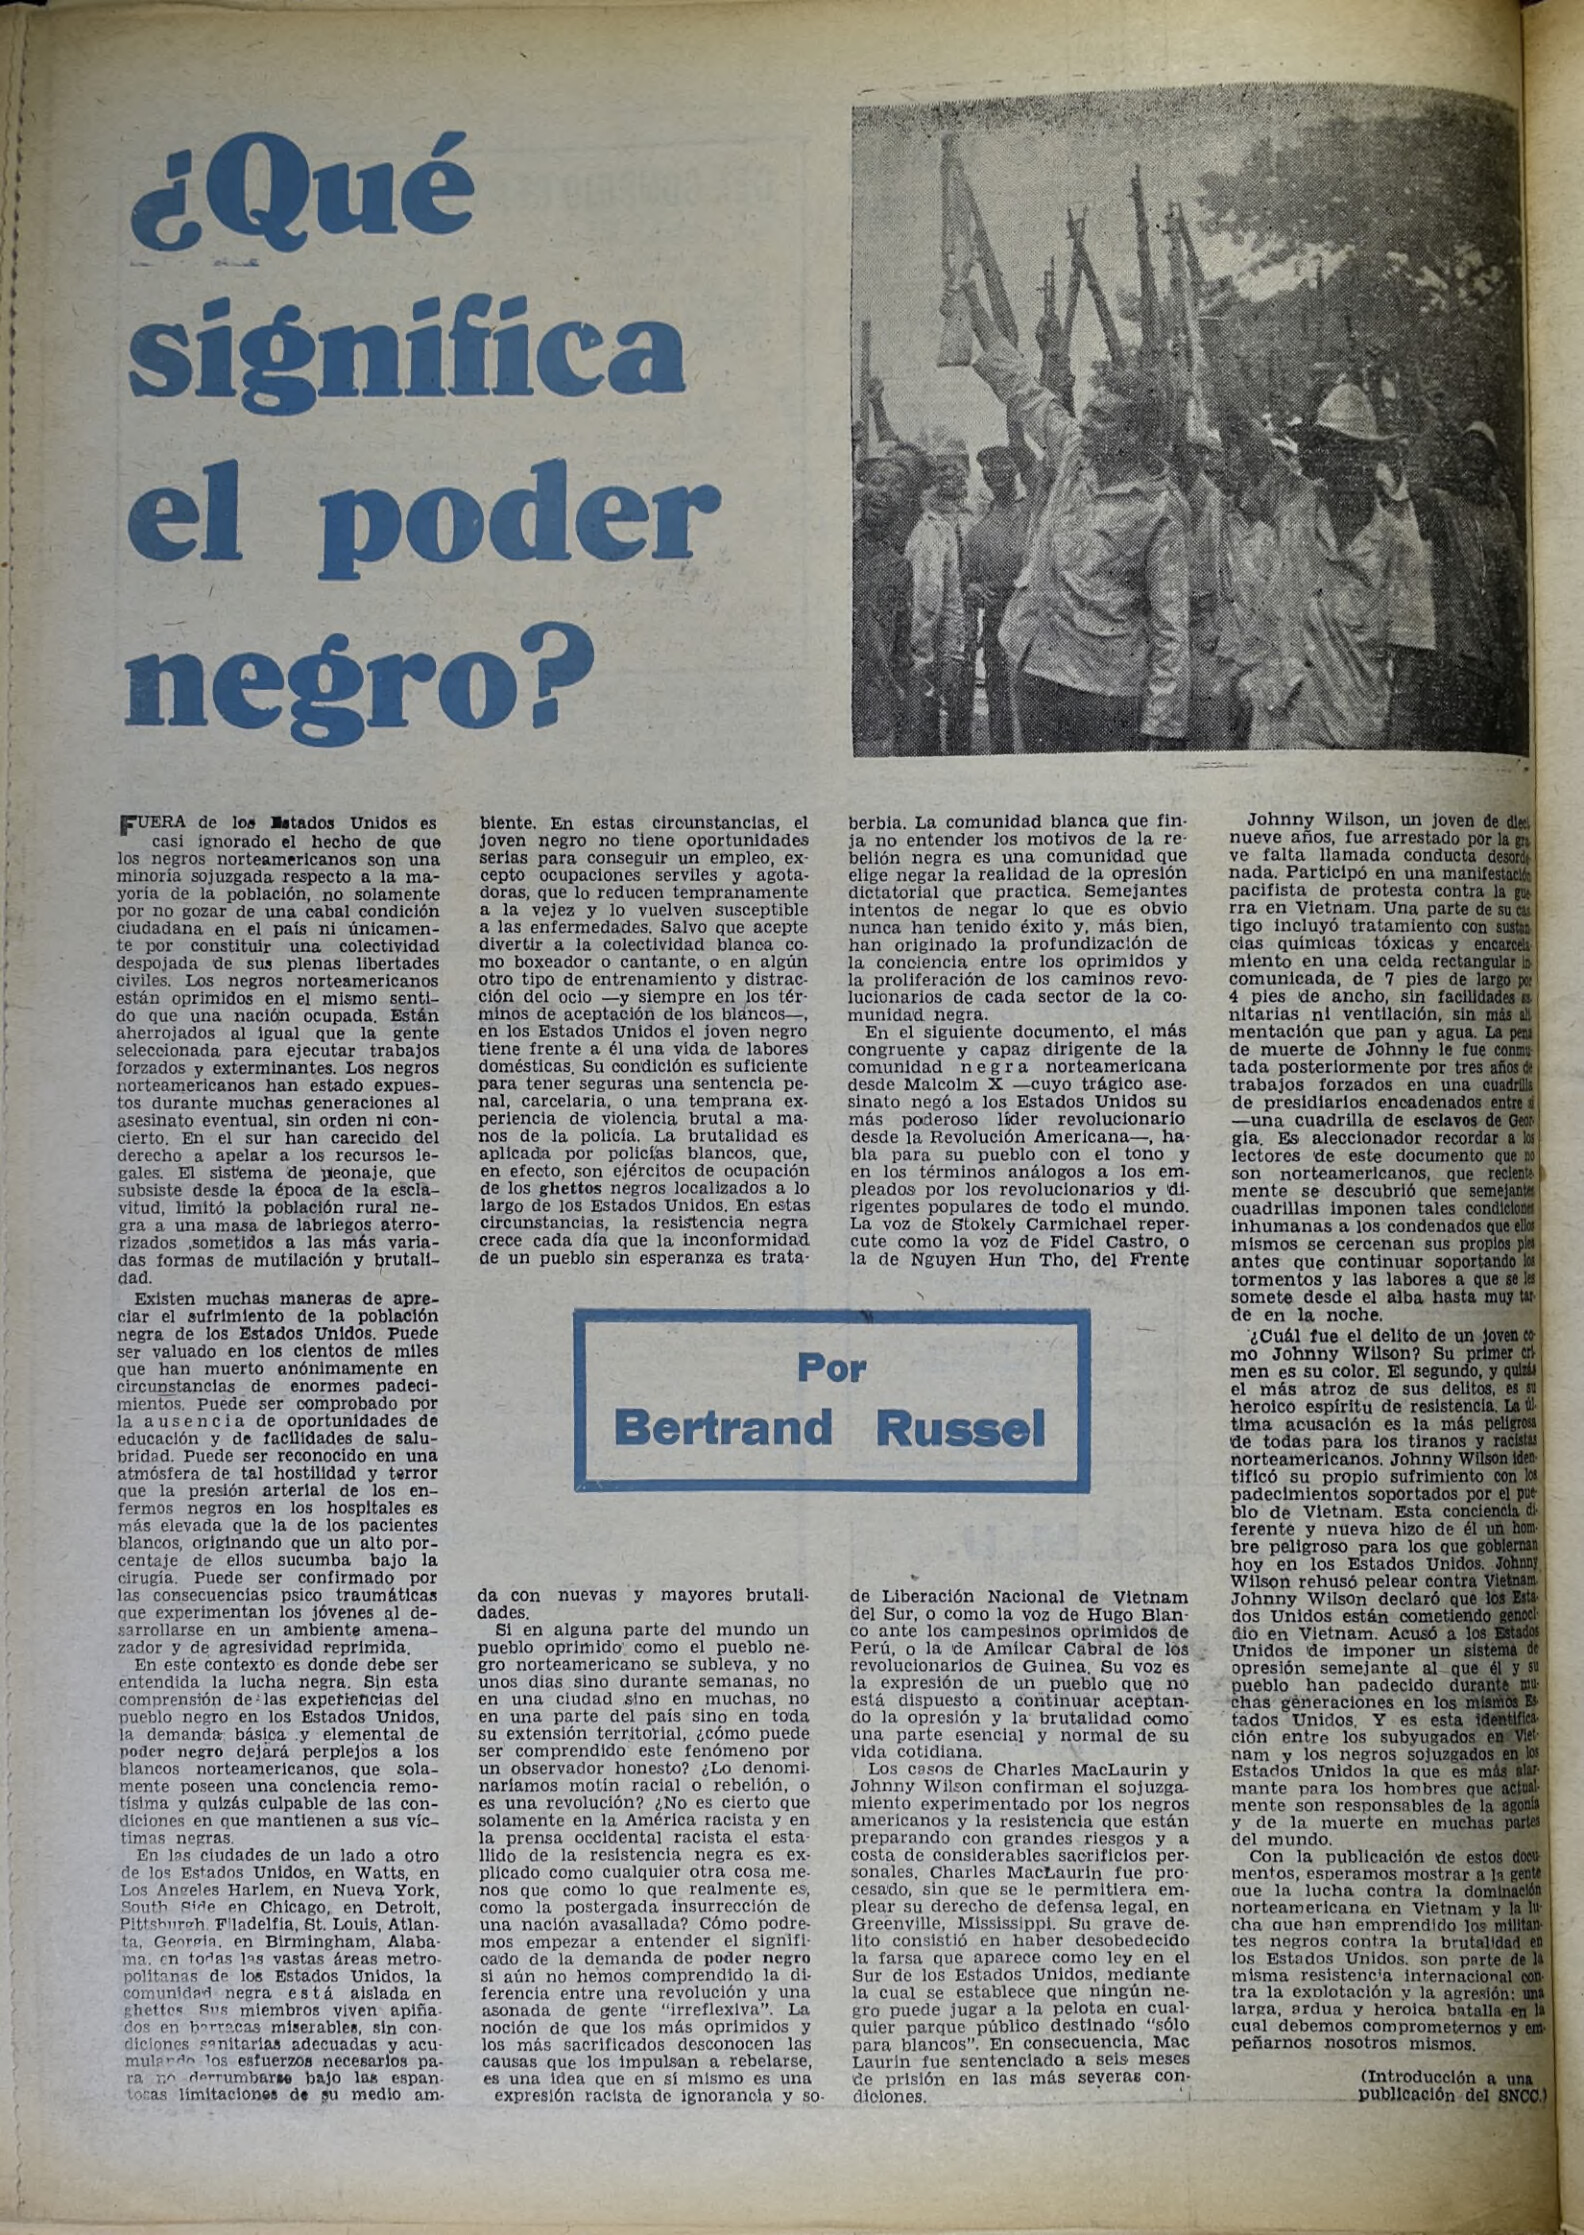 ¿Qué
significa
el poder
negro?
FUERA de los Estados Unidos es
casi ignorado el hecho de que
los negros norteamericanos son una
minoría sojuzgada respecto a la ma-
yoría de la población, no solamente
por no gozar de una cabal condición
ciudadana en el país ni únicamen-
te por constituir una colectividad
despojada de sus plenas libertades
civiles. Los negros norteamericanos
están oprimidos en el mismo senti-
do que una nación ocupada. Están
aherrojados al igual que la gente
seleccionada para ejecutar trabajos
forzados y exterminantes. Los negros
norteamericanos han estado expues-
tos durante muchas generaciones al
asesinato eventual, sin orden ni con-
cierto. En el sur han carecido del
derecho a apelar a los recursos le-
gales. El sistema de peonaje, que
subsiste desde la época de la escla-
vitud, limitó la población rural ne-
gra a una masa de labriegos aterro-
rizados ,sometidos a las más varia-
das formas de mutilación y brutali-
dad.
Existen muchas maneras de apre-
ciar el sufrimiento de la población
negra de los Estados Unidos. Puede
ser valuado en los cientos de miles
que han muerto anónimamente en
circunstancias de enormes padeci-
mientos. Puede ser comprobado por
la ausencia de oportunidades de
educación y de facilidades de salu-
bridad. Puede ser reconocido en una
atmósfera de tal hostilidad y terror
que la presión arterial de los en-
fermos negros en los hospitales es
más elevada que la de los pacientes
blancos, originando que un alto por-
centaje de ellos sucumba bajo la
cirugía. Puede ser confirmado por
las consecuencias psico traumáticas
que experimentan los jóvenes al de-
sarrollarse en un ambiente amena-
zador y de agresividad reprimida.
En este contexto es donde debe ser
entendida la lucha negra. Sin esta
comprensión de las experiencias del
pueblo negro en los Estados Unidos,
la demanda básica y elemental de
poder negro dejará perplejos a los
blancos norteamericanos, que sola-
mente poseen una conciencia remo-
tísima y quizás culpable de las con-
diciones en que mantienen a sus víc-
timas negras.
En las ciudades de un lado a otro
de los Estados Unidos, en Watts, en
Los Angeles Harlem, en Nueva York,
South Side en Chicago, en Detroit,
Pittsburgh, Filadelfia, St. Louis, Atlan-
ta, Georgia, en Birmingham, Alaba-
ma, en todas las vastas áreas metro-
politanas de los Estados Unidos, la
comunidad negra está aislada en
ghettos Sus miembros viven apiña-
dos en barracas miserables, sin con-
diciones sanitarias adecuadas y acu-
mulando los esfuerzos necesarios pa-
ra no derrumbarse bajo las espan-
tosas limitaciones de su medio am-
biente. En estas circunstancias, el
joven negro no tiene oportunidades
serias para conseguir un empleo, ex-
cepto ocupaciones serviles y agota-
doras, que lo reducen tempranamente
a la vejez y lo vuelven susceptible
a las enfermedades. Salvo que acepte
divertir a la colectividad blanca co-
mo boxeador o cantante, o en algún
otro tipo de entrenamiento y distrac-
ción del ocio —y siempre en los tér-
minos de aceptación de los blancos—,
en los Estados Unidos el joven negro
tiene frente a él una vida de labores
domésticas. Su condición es suficiente
para tener seguras una sentencia pe-
nal, carcelaria, o una temprana ex-
periencia de violencia brutal a ma-
nos de la policía. La brutalidad es
aplicada por policías blancos, que,
en efecto, son ejércitos de ocupación
de los ghettos negros localizados a lo
largo de los Estados Unidos. En estas
circunstancias, la resistencia negra
crece cada día que la inconformidad
de un pueblo sin esperanza es trata-
Por
Bertrand Russel
da con nuevas y mayores brutali-
dades.
Si en alguna parte del mundo un
pueblo oprimido como el pueblo ne-
gro norteamericano se subleva, y no
unos días sino durante semanas, no
en una ciudad sino en muchas, no
en una parte del país sino en toda
su extensión territorial, ¿cómo puede
ser comprendido este fenómeno por
un observador honesto? ¿Lo denomi-
naríamos motín racial o rebelión, o
es una revolución? ¿No es cierto que
solamente en la América racista y en
la prensa occidental racista el esta-
llido de la resistencia negra es ex-
plicado como cualquier otra cosa me-
nos que como lo que realmente es,
como la postergada insurrección de
una nación avasallada? Cómo podre-
mos empezar a entender el signifi-
cado de la demanda de poder negro
si aún no hemos comprendido la di-
ferencia entre una revolución y una
asonada de gente "irreflexiva". La
noción de que los más oprimidos y
los más sacrificados desconocen las
causas que los impulsan a rebelarse,
es una idea que en sí mismo es una
expresión racista de ignorancia y so-
berbia. La comunidad blanca que fin-
ja no entender los motivos de la re-
belión negra es una comunidad que
elige negar la realidad de la opresión
dictatorial que practica. Semejantes
intentos de negar lo que es obvio
nunca han tenido éxito y, más bien,
han originado la profundización de
la conciencia entre los oprimidos y
la proliferación de los caminos revo-
lucionarios de cada sector de la co-
munidad negra.
En el siguiente documento, el más
congruente y capaz dirigente de la
comunidad negra norteamericana
desde Malcolm X —cuyo trágico ase-
sinato negó a los Estados Unidos su
más poderoso líder revolucionario
desde la Revolución Americana—, ha-
bla para su pueblo con el tono y
en los términos análogos a los em-
pleados por los revolucionarios y di-
rigentes populares de todo el mundo.
La voz de Stokely Carmichael reper-
cute como la voz de Fidel Castro, o
la de Nguyen Hun Tho, del Frente
de Liberación Nacional de Vietnam
del Sur, o como la voz de Hugo Blan-
co ante los campesinos oprimidos de
Perú, o la de Amílcar Cabral de los
revolucionarios de Guinea. Su voz es
la expresión de un pueblo que no
está dispuesto a continuar aceptan-
do la opresión y la brutalidad como
una parte esencial y normal de su
vida cotidiana.
Los casos de Charles MacLaurin y
Johnny Wilson confirman el sojuzga-
miento experimentado por los negros
americanos y la resistencia que están
preparando con grandes riesgos y a
costa de considerables sacrificios per-
sonales. Charles MacLaurin fue pro-
cesado, sin que se le permitiera em-
plear su derecho de defensa legal, en
Greenville, Mississippi. Su grave de-
lito consistió en haber desobedecido
la farsa que aparece como ley en el
Sur de los Estados Unidos, mediante
la cual se establece que ningún ne-
gro puede jugar a la pelota en cual-
quier parque público destinado "sólo
para blancos". En consecuencia, Mac
Laurin fue sentenciado a seis meses
de prisión en las más severas con-
diciones.
Johnny Wilson, un joven de dieci
nueve años, fue arrestado por la gra
ve falta llamada conducta desorde-
nada. Participó en una manifestación
pacifista de protesta contra la gue-
rra en Vietnam. Una parte de su cas
tigo incluyó tratamiento con sustan
cias químicas tóxicas y encarcela
miento en una celda rectangular in-
comunicada, de 7 pies de largo por
4 pies de ancho, sin facilidades sa-
nitarias ni ventilación, sin más ali
mentación que pan y agua. La pena
de muerte de Johnny le fue conmu-
tada posteriormente por tres años de
trabajos forzados en una cuadrilla
de presidiarios encadenados entre sí
—una cuadrilla de esclavos de Geor-
gia. Es aleccionador recordar a los
lectores de este documento que no
son norteamericanos, que reciente-
mente se descubrió que semejantes
cuadrillas imponen tales condiciones
inhumanas a los condenados que ellos
mismos se cercenan sus propios pies
antes que continuar soportando los
tormentos y las labores a que se les
somete desde el alba hasta muy tar-
de en la noche.
¿Cuál fue el delito de un joven co-
mo Johnny Wilson? Su primer cri-
men es su color. El segundo, y quizás
el más atroz de sus delitos, es su
heroico espíritu de resistencia. La úl-
tima acusación es la más peligrosa
de todas para los tiranos y racistas
norteamericanos. Johnny Wilson iden-
tificó su propio sufrimiento con los
padecimientos soportados por el pue-
blo de Vietnam. Esta conciencia di-
ferente y nueva hizo de él un hom-
bre peligroso para los que gobiernan
hoy en los Estados Unidos. Johnny
Wilson rehusó pelear contra Vietnam.
Johnny Wilson declaró que los Esta-
dos Unidos están cometiendo genoci-
dio en Vietnam. Acusó a los Estados
Unidos de imponer un sistema de
opresión semejante al que él y su
pueblo han padecido durante mu-
chas generaciones en los mismos Es-
tados Unidos. Y es esta identifica-
ción entre los subyugados en Viet-
nam y los negros sojuzgados en los
Estados Unidos la que es más alar-
mante para los hombres que actual-
mente son responsables de la agonía
y de la muerte en muchas partes
del mundo.
Con la publicación de estos docu-
mentos, esperamos mostrar a la gente
que la lucha contra la dominación
norteamericana en Vietnam y la lu-
cha que han emprendido los militan-
tes negros contra la brutalidad en
los Estados Unidos. son parte de la
misma resistencia internacional con-
tra la explotación y la agresión: una
larga, ardua y heroica batalla en la
cual debemos comprometernos y em-
peñarnos nosotros mismos.
(Introducción a una
publicación del SNCC.)